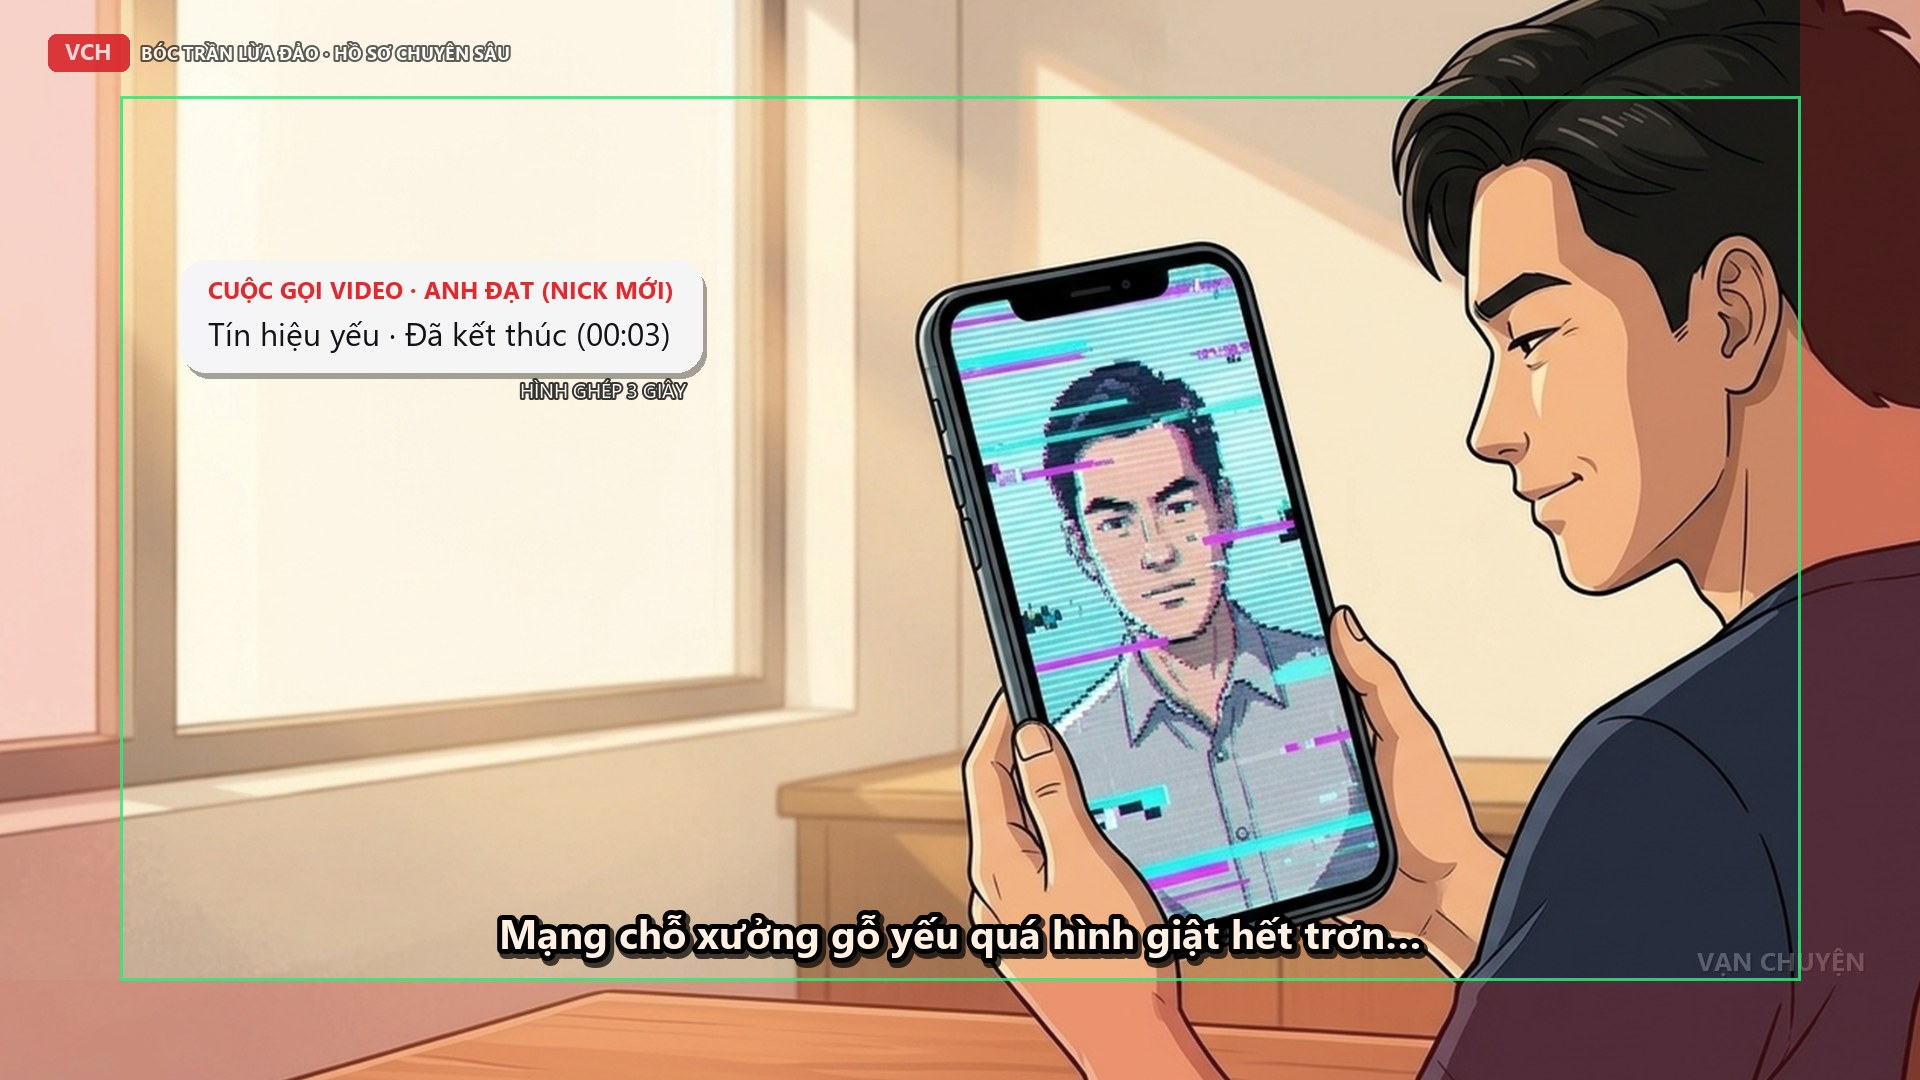 VCH BÓC TRẦN LỪA ĐẢO · HỒ SƠ CHUYÊN SÂU
CUỘC GỌI VIDEO · ANH ĐẠT (NICK MỚI)
Tín hiệu yếu · Đã kết thúc (00:03)
HÌNH GHÉP 3 GIÂY
Mạng chỗ xưởng gỗ yếu quá hình giật hết trơn...
VẠN CHUYỆN